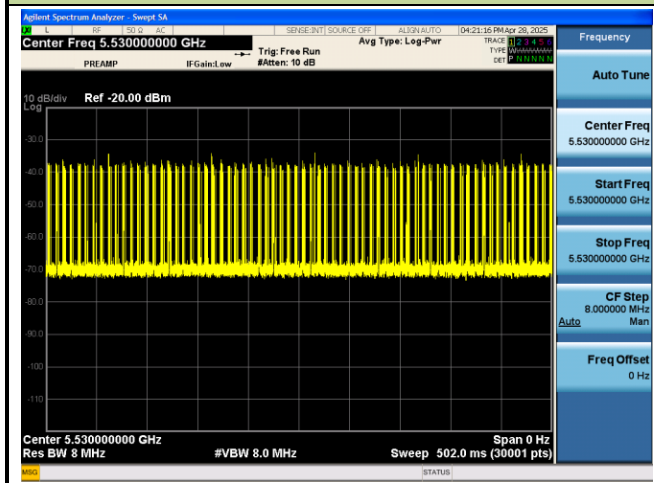 Agilent Spectrum Analyzer - Swept SA
L RF 50 Ω AC SENSE:INT SOURCE OFF ALIGN AUTO 04:21:16 PM Apr 28, 2025
Center Freq 5.530000000 GHz
Avg Type: Log-Pwr
TRACE 1 2 3 4 5 6
TYPE
DET P N N N N N
PREAMP
IFGain:Low
Trig: Free Run
#Atten: 10 dB
10 dB/div Ref -20.00 dBm
Log
-30.0
-40.0
-50.0
-60.0
-70.0
-80.0
-90.0
-100
-110
Center 5.530000000 GHz
Span 0 Hz
Res BW 8 MHz
#VBW 8.0 MHz
Sweep 502.0 ms (30001 pts)
MSG
STATUS
Frequency
Auto Tune
Center Freq
5.530000000 GHz
Start Freq
5.530000000 GHz
Stop Freq
5.530000000 GHz
CF Step
8.000000 MHz
Auto Man
Freq Offset
0 Hz